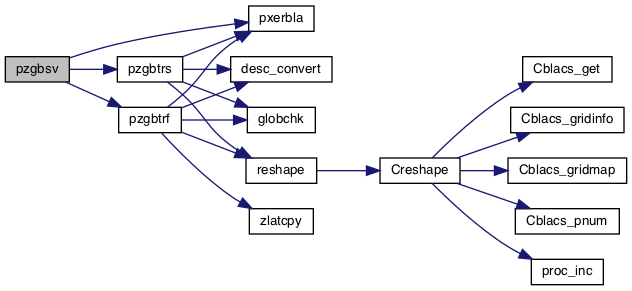 pzgbsv
pzgbtrs
pzgbtrf
pxerbla
desc_convert
globchk
reshape
zlatcpy
Creshape
Cblacs_get
Cblacs_gridinfo
Cblacs_gridmap
Cblacs_pnum
proc_inc